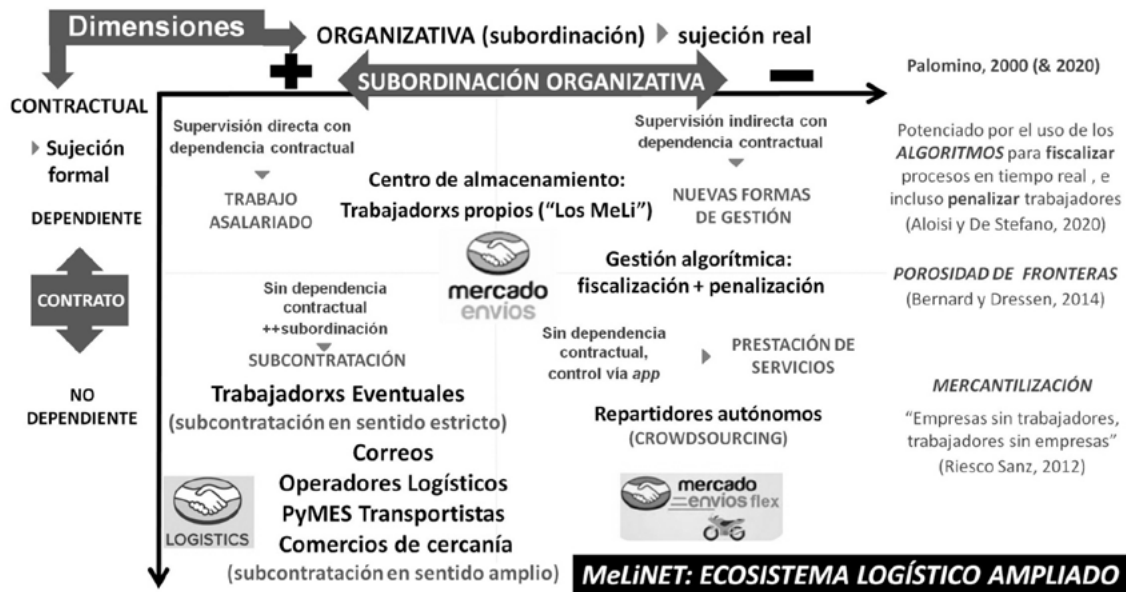 Dimensiones
ORGANIZATIVA (subordinación) sujeción real
SUBORDINACIÓN ORGANIZATIVA
Palomino, 2000 (& 2020)
CONTRACTUAL
Sujeción
formal
DEPENDIENTE
CONTRATO
NO
DEPENDIENTE
Supervisión directa con
dependencia contractual
TRABAJO
ASALARIADO
Supervisión indirecta con
dependencia contractual
NUEVAS FORMAS
DE GESTIÓN
Centro de almacenamiento:
Trabajadorxs propios ("Los MeLi")
mercado
envios
Gestión algorítmica:
fiscalización + penalización
Sin dependencia
contractual
++subordinación
SUBCONTRATACIÓN
Sin dependencia
contractual,
control vía app
PRESTACIÓN DE
SERVICIOS
Trabajadorxs Eventuales
(subcontratación en sentido estricto)
Correos
Operadores Logísticos
PyMES Transportistas
Comercios de cercanía
(subcontratación en sentido amplio)
LOGISTICS
Repartidores autónomos
(CROWDSOURCING)
mercado
envios flex
Potenciado por el uso de los
ALGORITMOS para fiscalizar
procesos en tiempo real , e
incluso penalizar trabajadores
(Aloisi y De Stefano, 2020)
POROSIDAD DE FRONTERAS
(Bernard y Dressen, 2014)
MERCANTILIZACIÓN
"Empresas sin trabajadores,
trabajadores sin empresas"
(Riesco Sanz, 2012)
MeLiNET: ECOSISTEMA LOGÍSTICO AMPLIADO